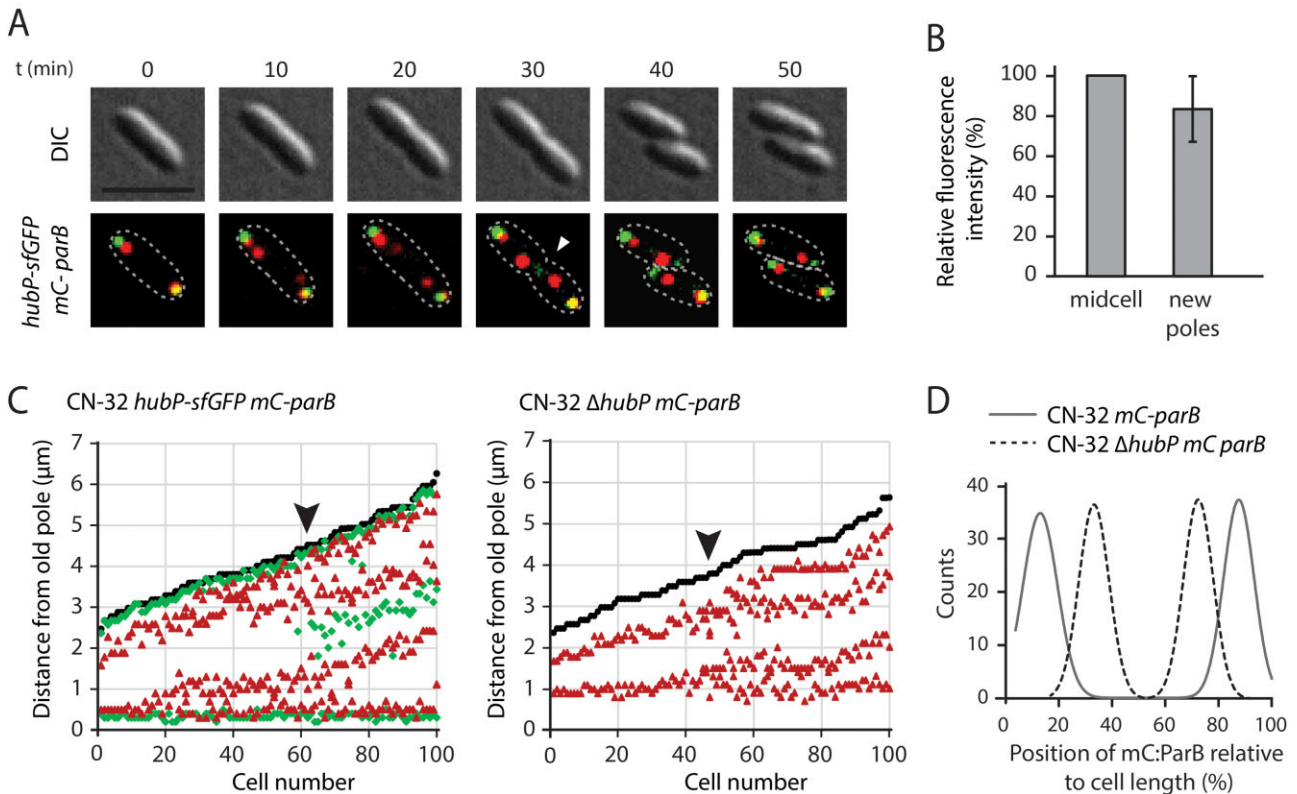 A
t (min) 0 10 20 30 40 50
DIC
hubP-sfGFP
mC- parB
B
Relative fluorescence
intensity (%)
100
80
60
40
20
0
midcell
new
poles
C
CN-32 hubP-sfGFP mC-parB
Distance from old pole (µm)
7
6
5
4
3
2
1
0
0 20 40 60 80 100
Cell number
CN-32 ΔhubP mC-parB
Distance from old pole (µm)
7
6
5
4
3
2
1
0
0 20 40 60 80 100
Cell number
D
CN-32 mC-parB
CN-32 ΔhubP mC parB
Counts
40
30
20
10
0
0 20 40 60 80 100
Position of mC:ParB relative
to cell length (%)